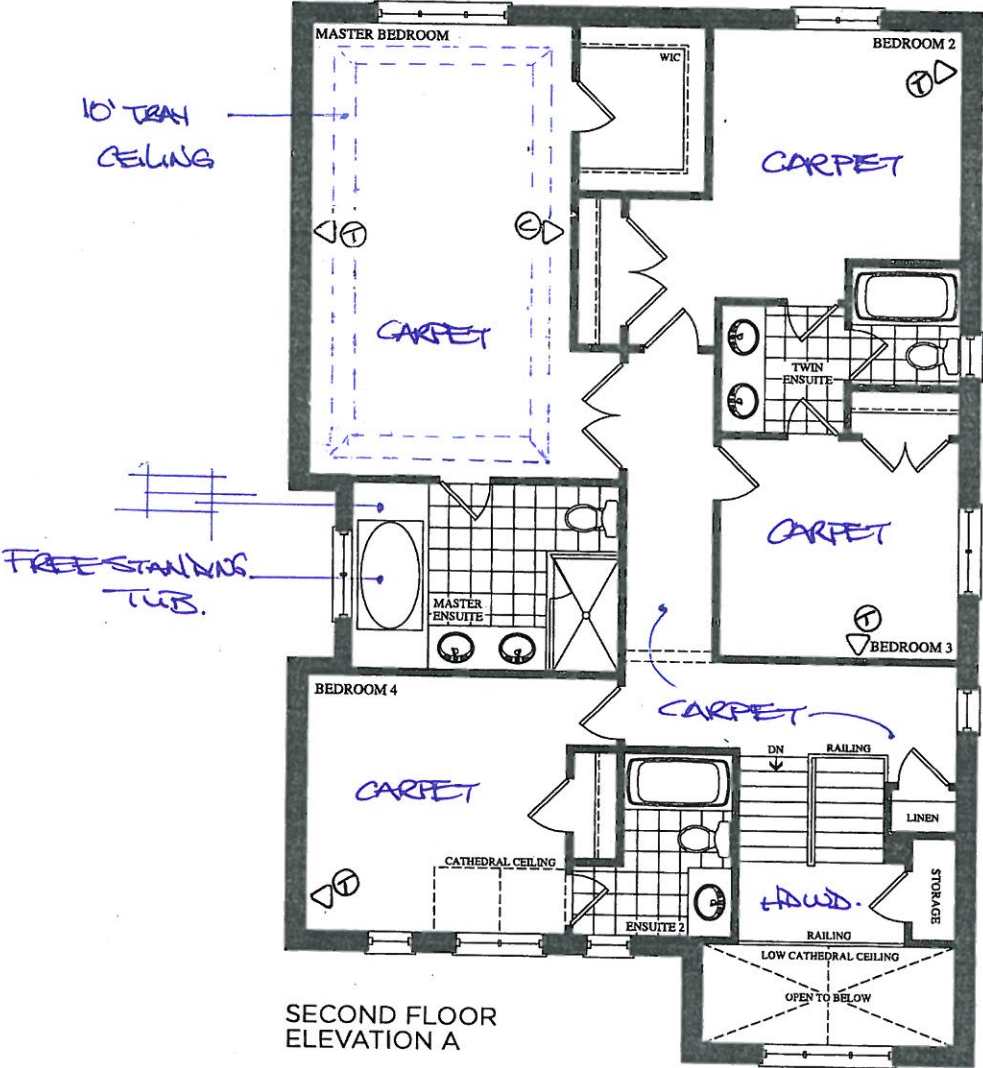 MASTER BEDROOM
WIC
BEDROOM 2
10' TRAY
CEILING
T
CARPET
T
C
CARPET
TWIN
ENSUITE
CARPET
FREESTANDING
TUB.
MASTER
ENSUITE
T
BEDROOM 3
BEDROOM 4
CARPET
DN
RAILING
CARPET
LINEN
CATHEDRAL CEILING
STORAGE
T
HDWD.
ENSUITE 2
RAILING
LOW CATHEDRAL CEILING
OPEN TO BELOW
SECOND FLOOR
ELEVATION A